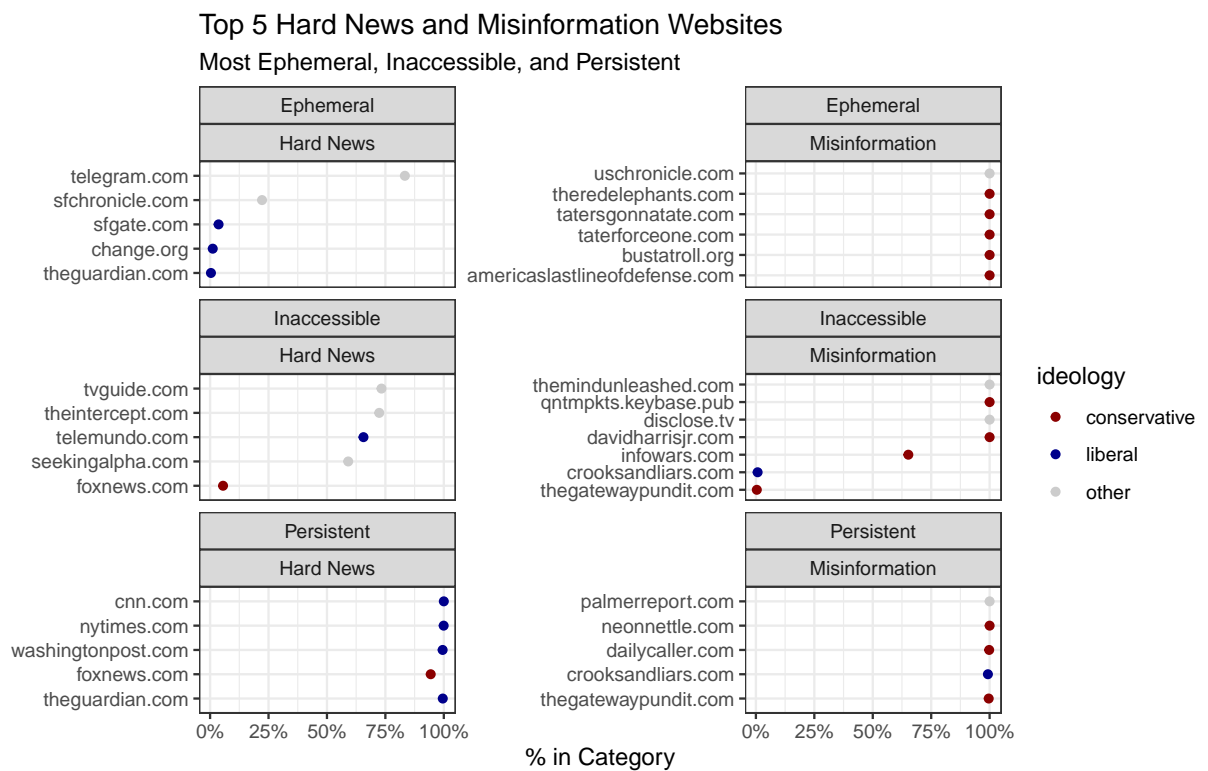 Top 5 Hard News and Misinformation Websites
Most Ephemeral, Inaccessible, and Persistent
Ephemeral
Hard News
telegram.com
sfchronicle.com
sfgate.com
change.org
theguardian.com
Ephemeral
Misinformation
uschronicle.com
theredelephants.com
tatersgonnatate.com
taterforceone.com
bustatroll.org
americaslastlineofdefense.com
Inaccessible
Hard News
tvguide.com
theintercept.com
telemundo.com
seekingalpha.com
foxnews.com
Inaccessible
Misinformation
themindunleashed.com
qntmpkts.keybase.pub
disclose.tv
davidharrisjr.com
infowars.com
crooksandliars.com
thegatewaypundit.com
Persistent
Hard News
cnn.com
nytimes.com
washingtonpost.com
foxnews.com
theguardian.com
0% 25% 50% 75% 100%
Persistent
Misinformation
palmerreport.com
neonnettle.com
dailycaller.com
crooksandliars.com
thegatewaypundit.com
0% 25% 50% 75% 100%
% in Category
ideology
conservative
liberal
other